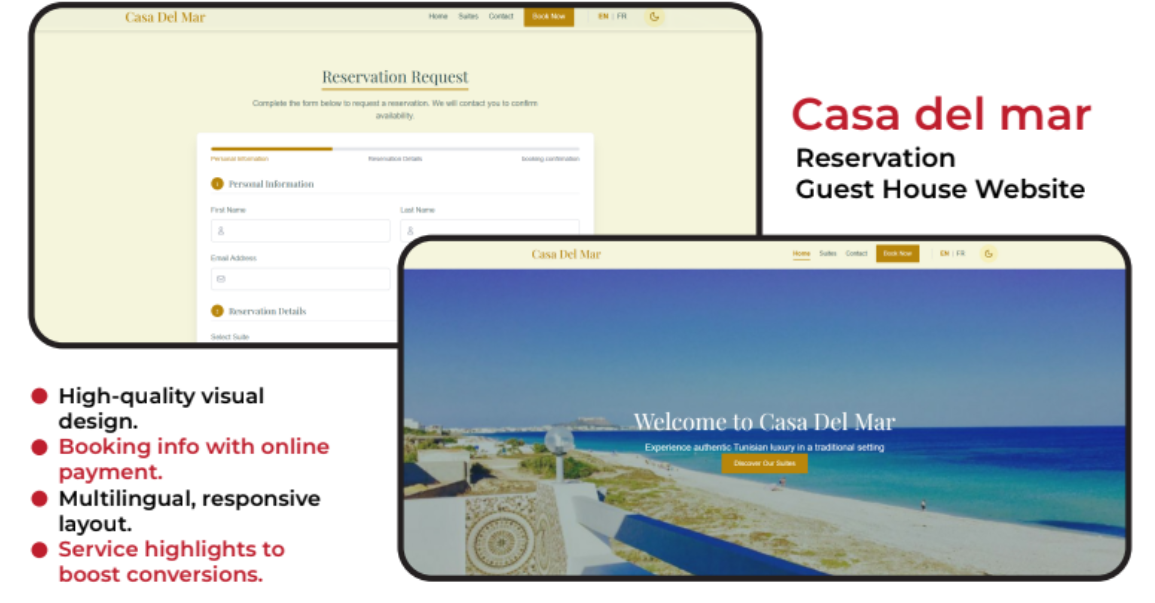 Casa Del Mar
Home Suites Contact Book Now EN | FR
Reservation Request
Complete the form below to request a reservation. We will contact you to confirm
availability.
Personal Information Reservation Details booking confirmation
Personal Information
First Name Last Name
Email Address
Reservation Details
Select Suite
Casa del mar
Reservation
Guest House Website
Casa Del Mar
Home Suites Contact Book Now EN | FR
Welcome to Casa Del Mar
Experience authentic Tunisian luxury in a traditional setting
Discover Our Suites
High-quality visual
design.
Booking info with online
payment.
Multilingual, responsive
layout.
Service highlights to
boost conversions.